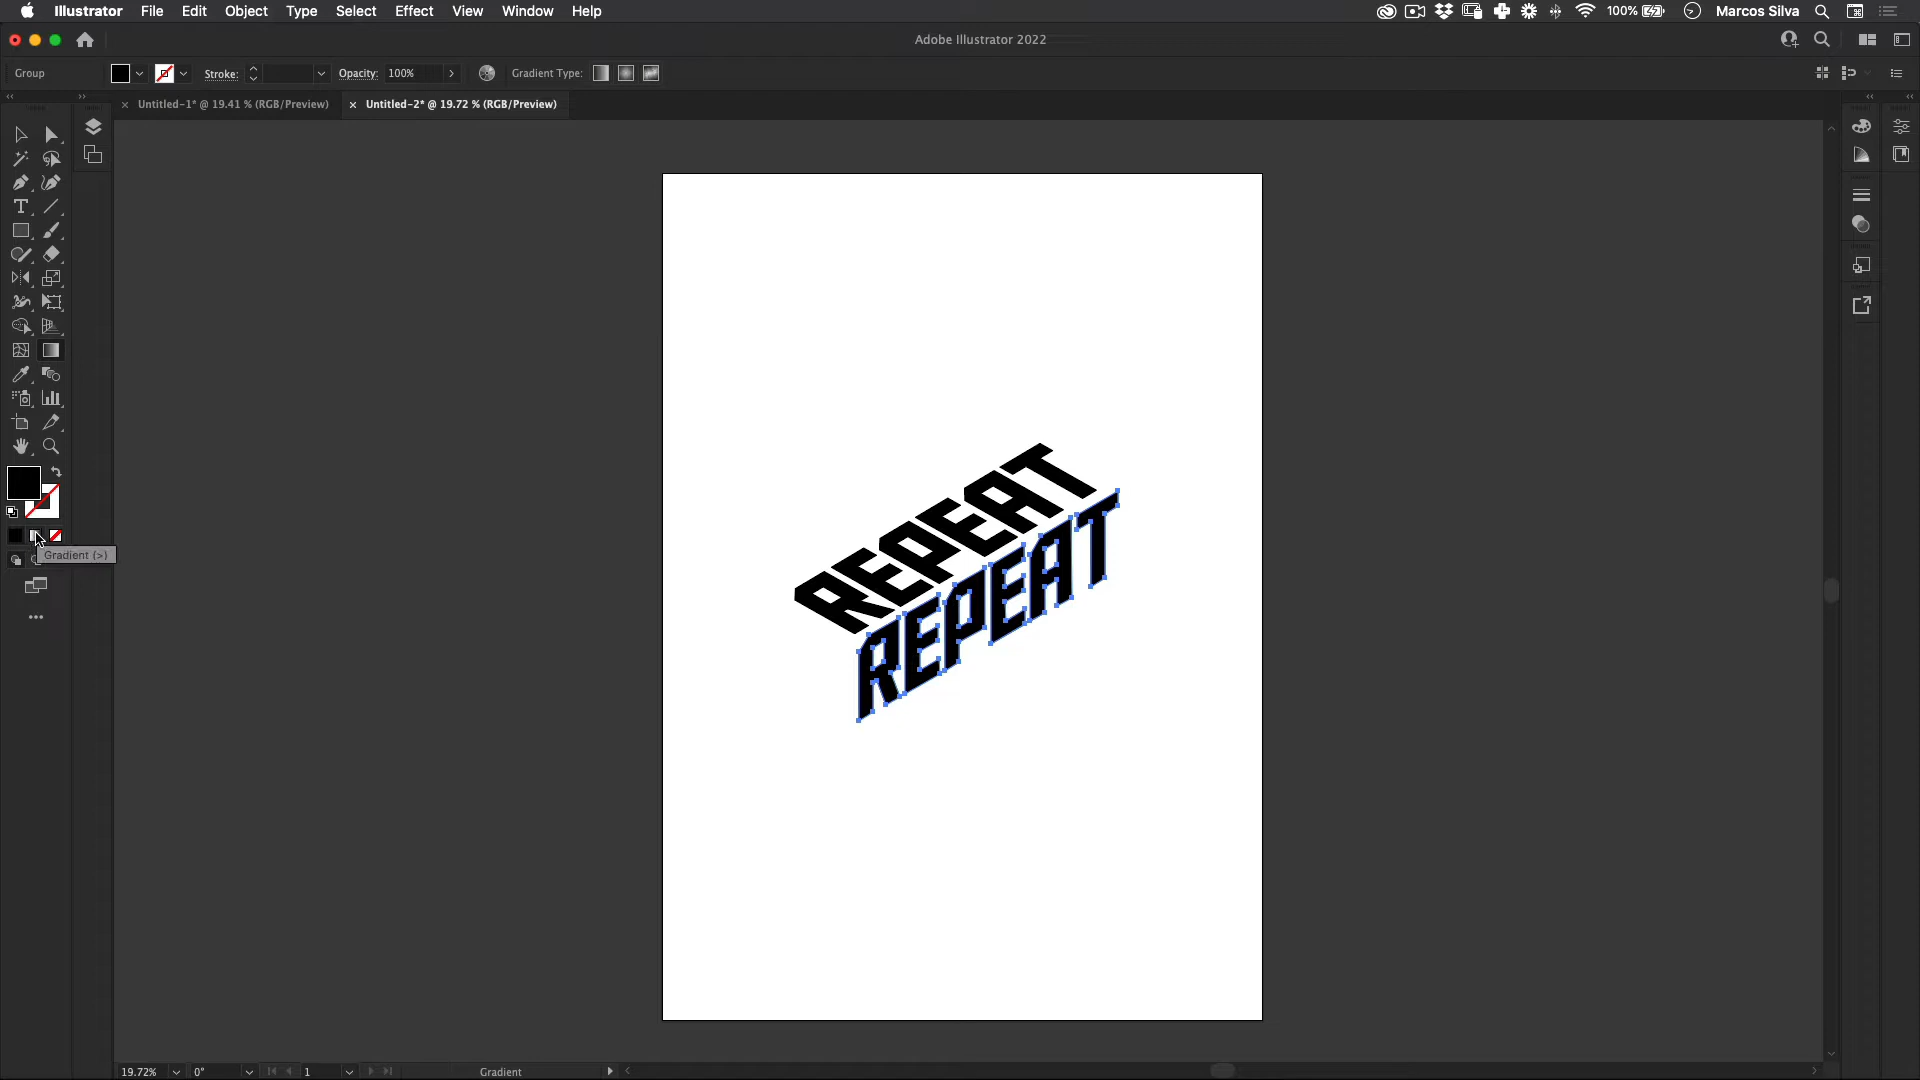 Illustrator File Edit Object Type Select Effect View Window Help 100% Marcos Silva
Adobe Illustrator 2022
Group Stroke: Opacity: 100% Gradient Type:
Untitled-1* @ 19.41 % (RGB/Preview) Untitled-2* @ 19.72 % (RGB/Preview)
REPEAT
REPEAT
Gradient (>)
19.72% 0° 1 Gradient